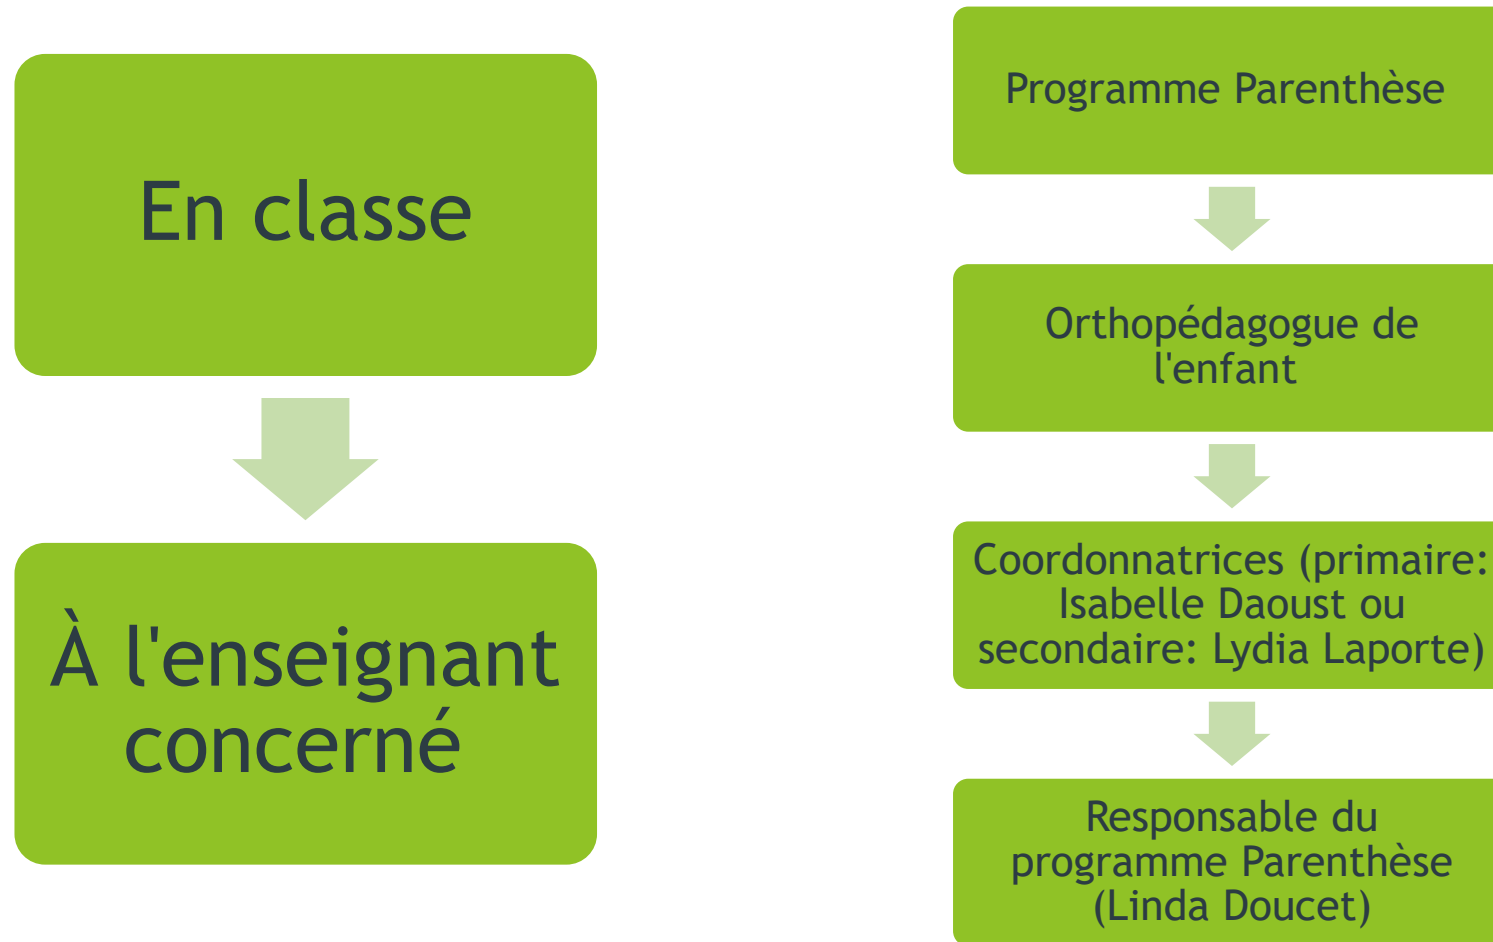 En classe
À l'enseignant
concerné
Programme Parenthèse
Orthopédagogue de
l'enfant
Coordonnatrices (primaire:
Isabelle Daoust ou
secondaire: Lydia Laporte)
Responsable du
programme Parenthèse
(Linda Doucet)